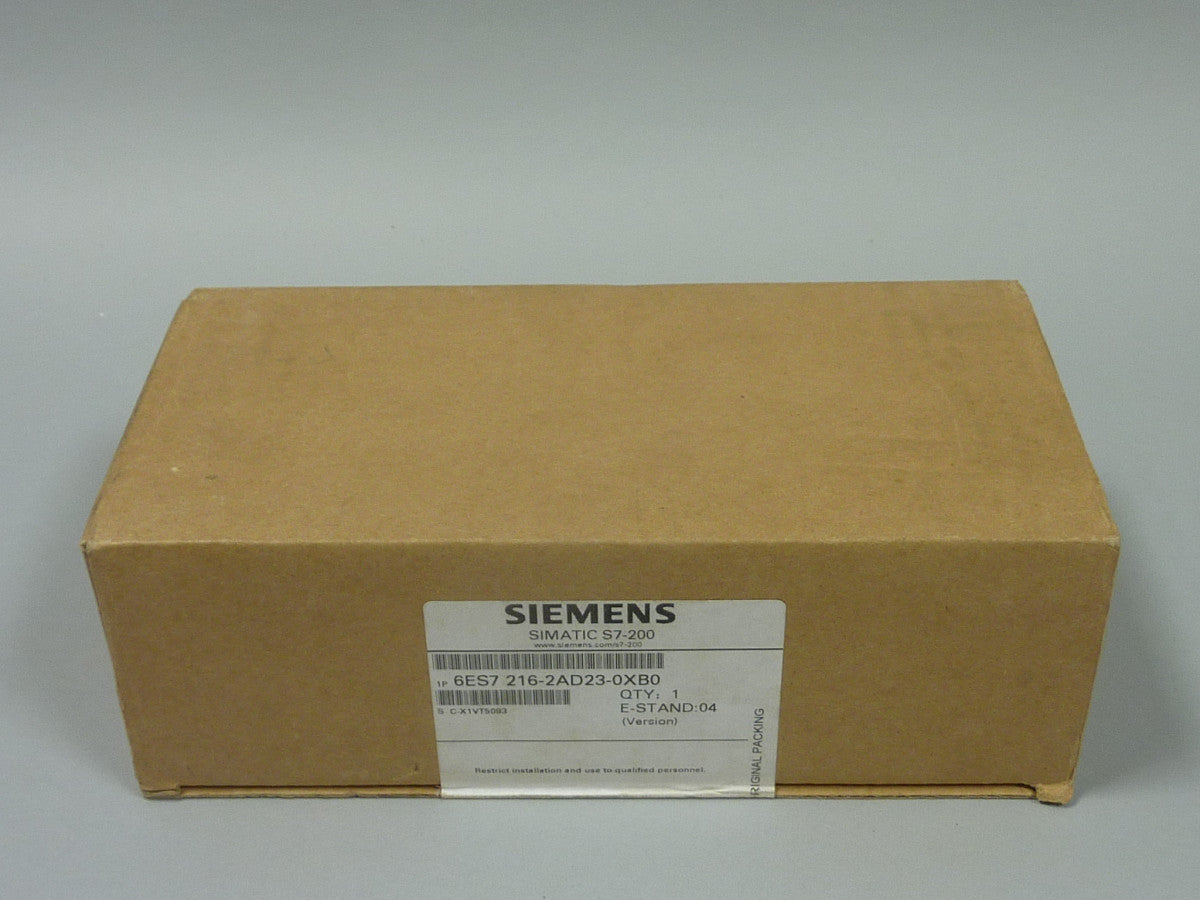 SIEMENS
SIMATIC S7-200
www.siemens.com/s7-200
1P 6ES7 216-2AD23-0XB0
QTY: 1
S C-X1VT5093
E-STAND:04
(Version)
Restrict installation and use to qualified personnel.
RIGINAL PACKING